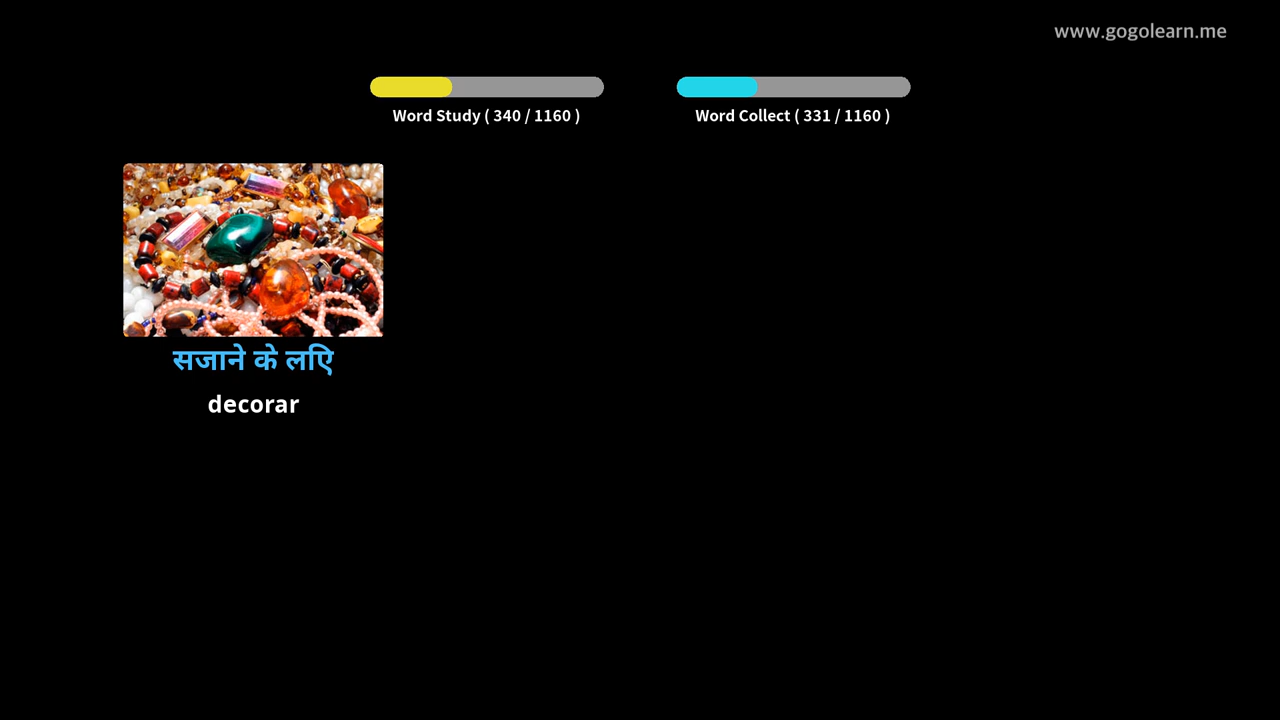 www.gogolearn.me
Word Study ( 340 / 1160 )
Word Collect ( 331 / 1160 )
सजाने के लिए
decorar